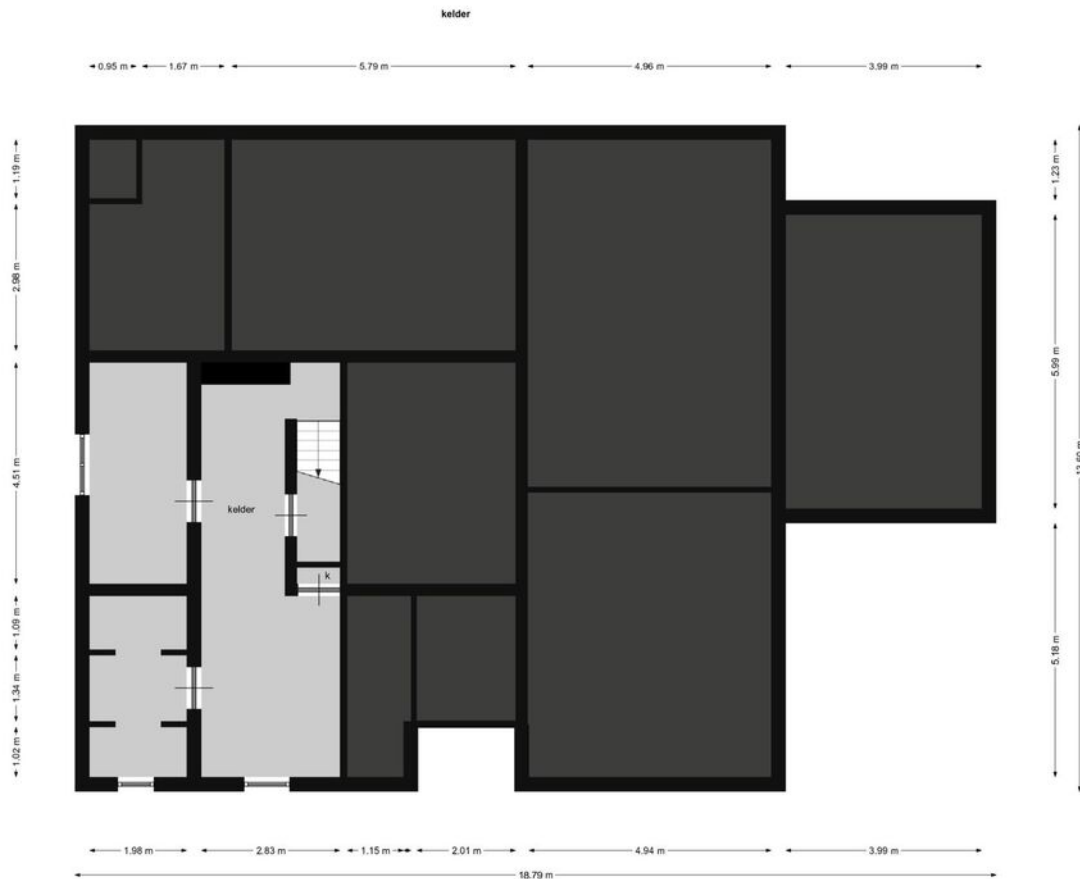 kelder
0.95 m
1.67 m
5.79 m
4.96 m
3.99 m
1.19 m
2.98 m
4.51 m
1.09 m
1.34 m
1.02 m
kelder
k
1.23 m
5.99 m
5.18 m
1.98 m
2.83 m
1.15 m
2.01 m
4.94 m
3.99 m
18.79 m